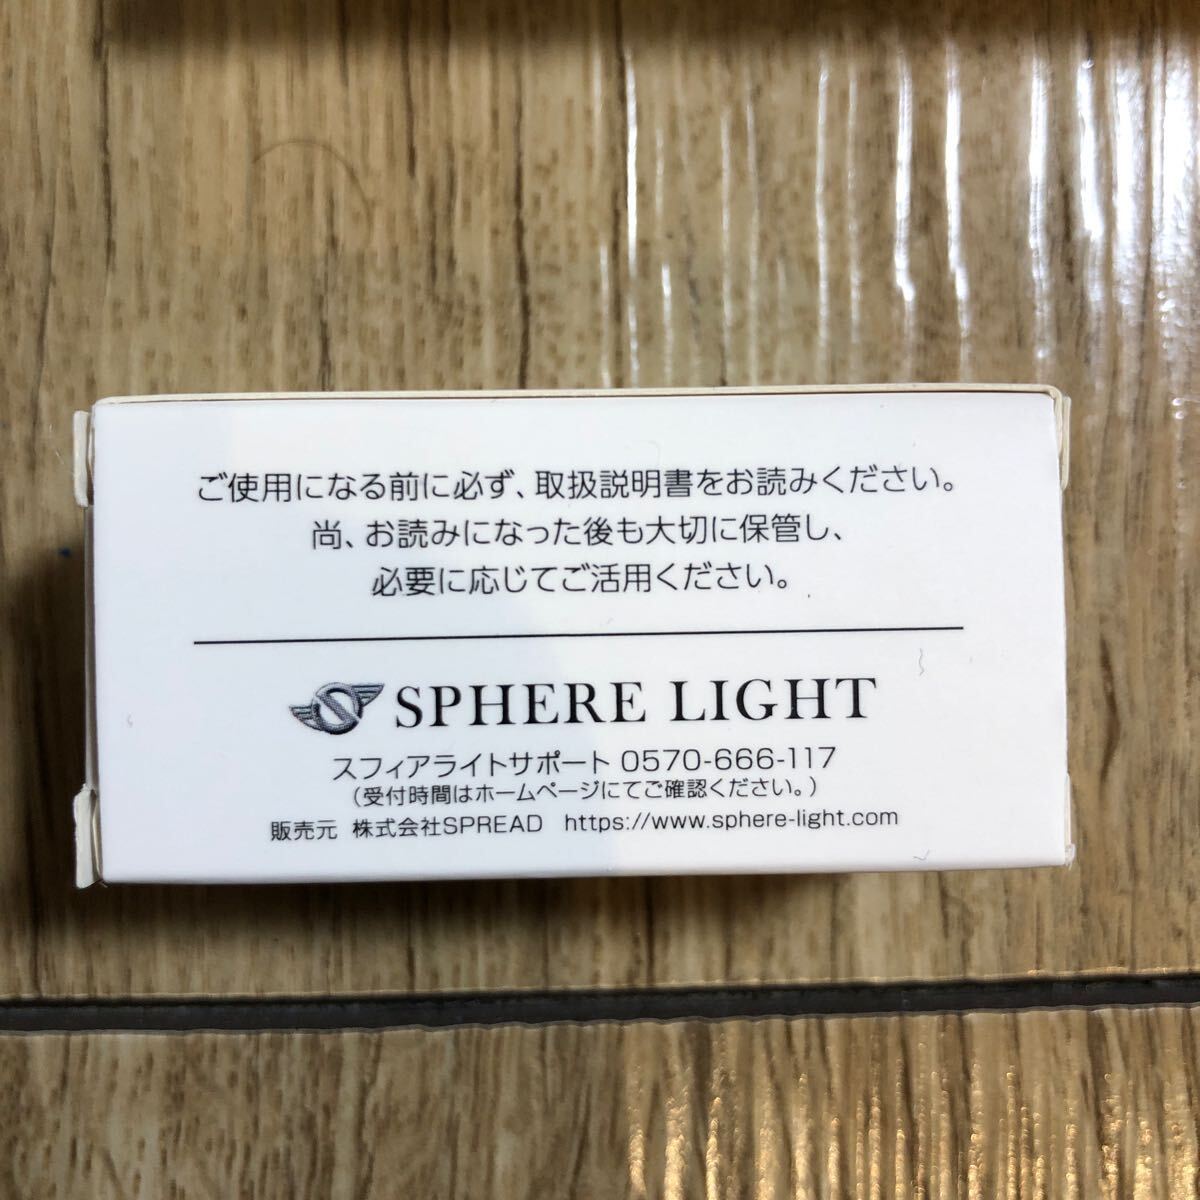 ご使用になる前に必ず、取扱説明書をお読みください。
尚、お読みになった後も大切に保管し、
必要に応じてご活用ください。
SPHERE LIGHT
スフィアライトサポート 0570-666-117
(受付時間はホームページにてご確認ください。)
販売元 株式会社SPREAD https://www.sphere-light.com